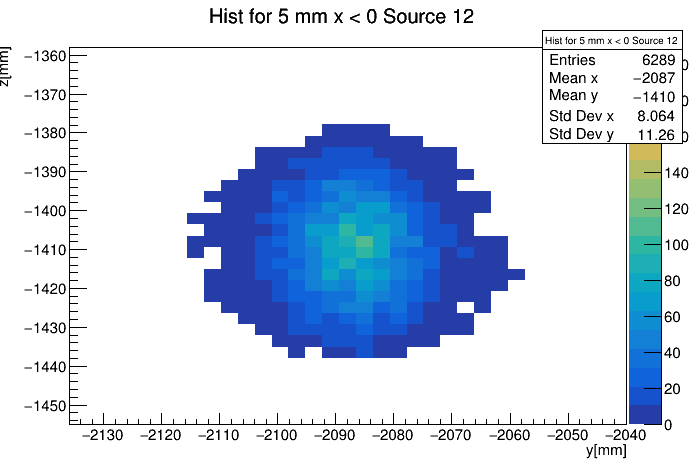 Hist for 5 mm x < 0 Source 12
Hist for 5 mm x < 0 Source 12
Entries 6289
Mean x −2087
Mean y −1410
Std Dev x 8.064
Std Dev y 11.26
z[mm]
−1360
−1370
−1380
−1390
−1400
−1410
−1420
−1430
−1440
−1450
−2130 −2120 −2110 −2100 −2090 −2080 −2070 −2060 −2050 −2040
y[mm]
140
120
100
80
60
40
20
0